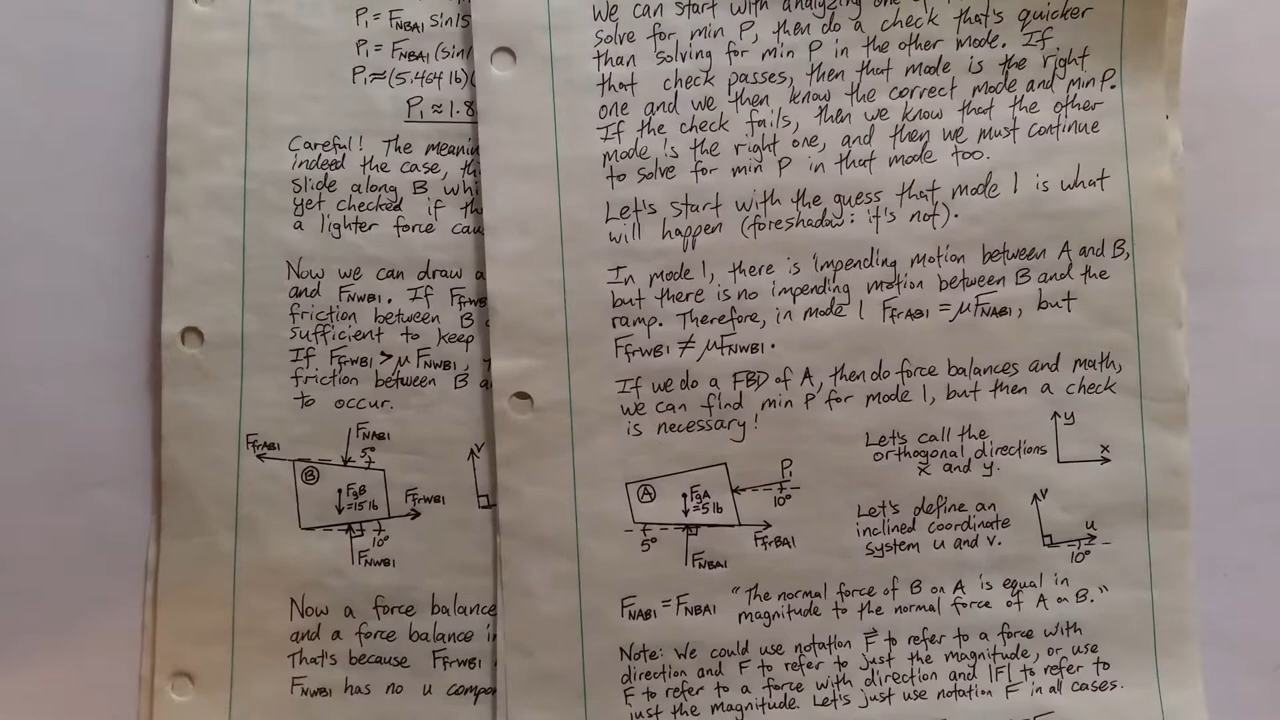 P₁ = F_NBA1 sin15
P₁ = F_NBA1 (sin1
P₁ ≈ (5.464 lb)(
P₁ ≈ 1.8
Careful! The meanin
indeed the case, th
slide along B whi
yet checked if th
a lighter force cau
Now we can draw a
and F_NWB1. If F_frWB
friction between B
sufficient to keep
If F_frWB1 > μ F_NWB1,
friction between B a
to occur.
F_NAB1
F_frAB1
5°
B
F_gB
=15 lb
F_frWB1
10°
F_NWB1
v
Now a force balance
and a force balance in
That's because F_frWB1
F_NWB1 has no u compo
We can start with analyzing one
solve for min P, then do a check that's quicker
than solving for min P in the other mode. If
that check passes, then that mode is the right
one and we then know the correct mode and min P.
If the check fails, then we know that the other
mode is the right one, and then we must continue
to solve for min P in that mode too.
Let's start with the guess that mode 1 is what
will happen (foreshadow: it's not).
In mode 1, there is impending motion between A and B,
but there is no impending motion between B and the
ramp. Therefore, in mode 1 F_frAB1 = μF_NAB1, but
F_frWB1 ≠ μF_NWB1.
If we do a FBD of A, then do force balances and math,
we can find min P for mode 1, but then a check
is necessary!
Let's call the
orthogonal directions
x and y.
y
x
A
F_gA
=5 lb
P₁
10°
5°
F_frBA1
F_NBA1
Let's define an
inclined coordinate
system u and v.
v
u
10°
F_NAB1 = F_NBA1 "The normal force of B on A is equal in
magnitude to the normal force of A on B."
Note: We could use notation F⃗ to refer to a force with
direction and F to refer to just the magnitude, or use
F to refer to a force with direction and |F| to refer to
just the magnitude. Let's just use notation F in all cases.